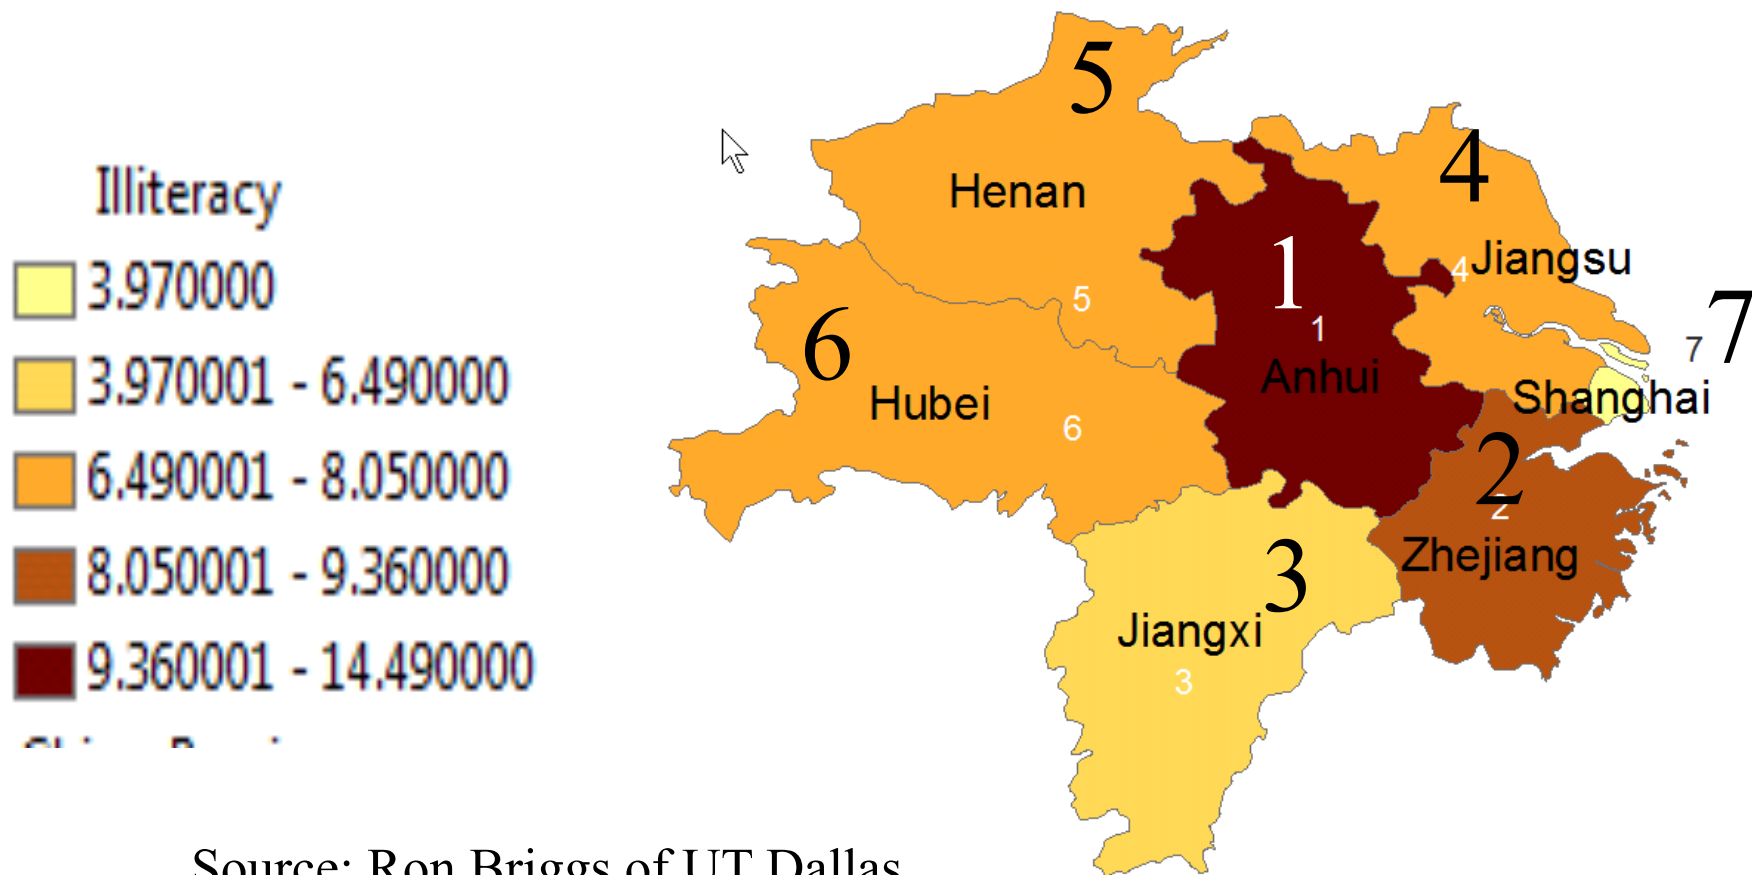 Illiteracy
3.970000
3.970001 - 6.490000
6.490001 - 8.050000
8.050001 - 9.360000
9.360001 - 14.490000
5
4
Henan
1
Jiangsu
4
5
7
7
6
1
Anhui
Hubei
Shanghai
6
2
2
3
Zhejiang
Jiangxi
3
Source: Ron Briggs of UT Dallas